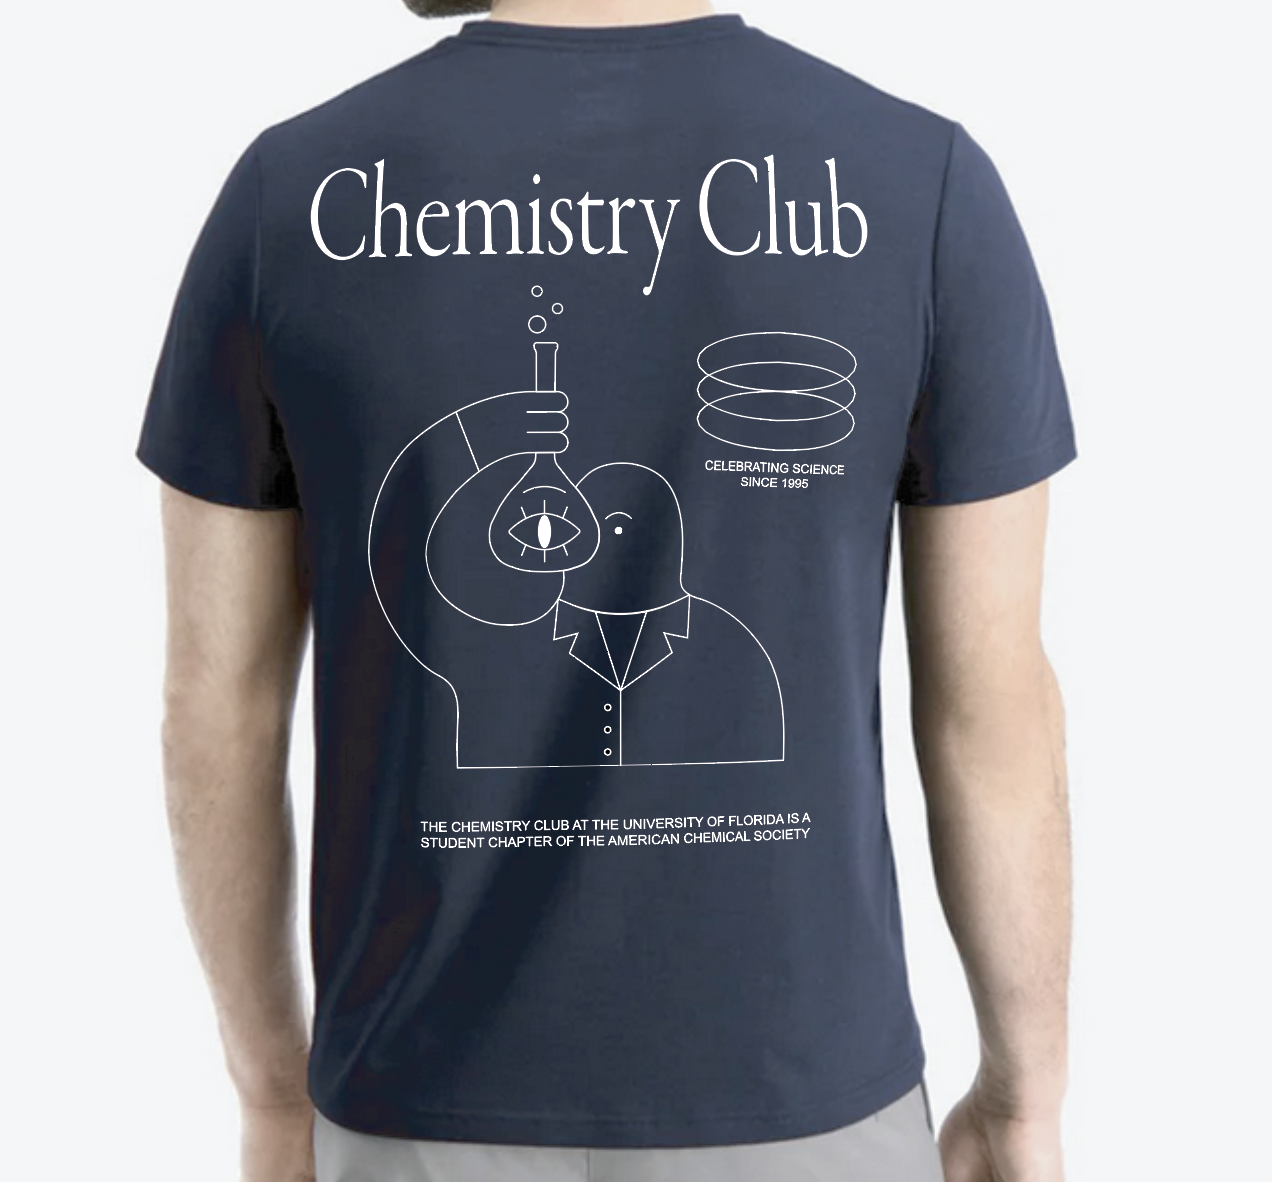 Chemistry Club
CELEBRATING SCIENCE
SINCE 1995
THE CHEMISTRY CLUB AT THE UNIVERSITY OF FLORIDA IS A
STUDENT CHAPTER OF THE AMERICAN CHEMICAL SOCIETY